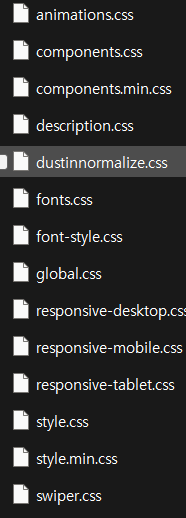 animations.css
components.css
components.min.css
description.css
dustinnormalize.css
fonts.css
font-style.css
global.css
responsive-desktop.css
responsive-mobile.css
responsive-tablet.css
style.css
style.min.css
swiper.css